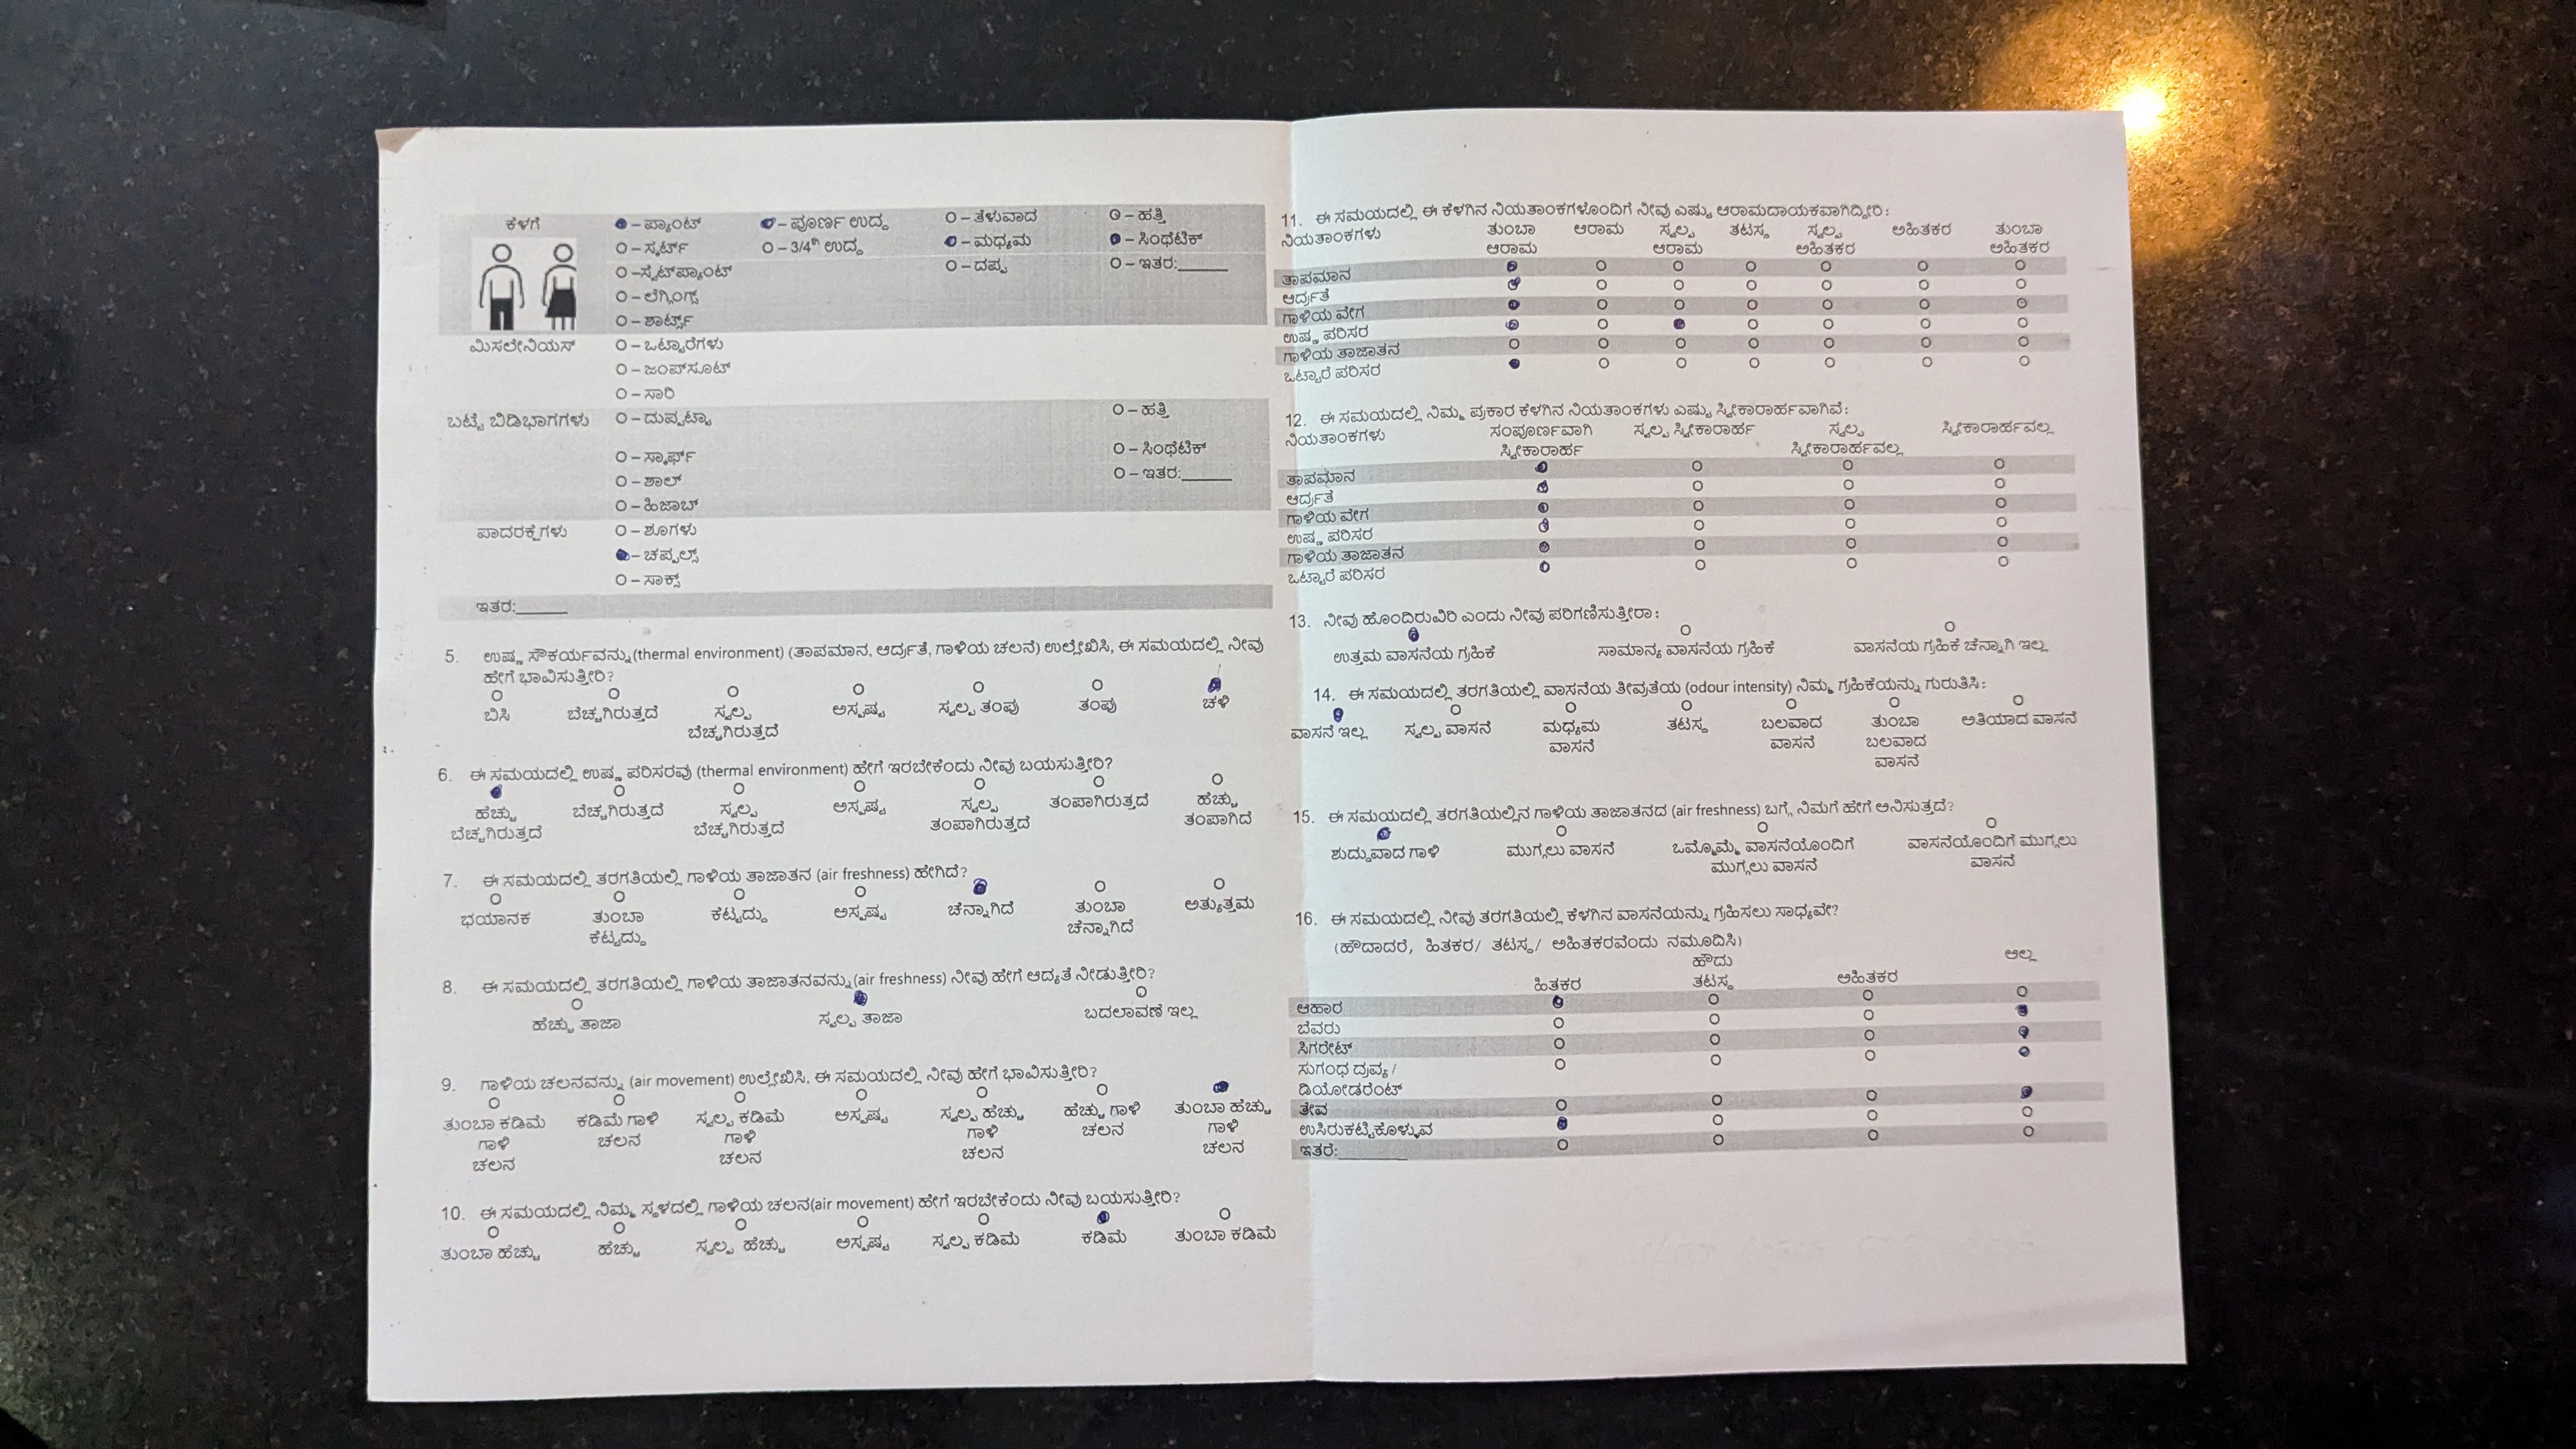 ಕೆಳಗೆ ○ – ಪ್ಯಾಂಟ್ ○ – ಪೂರ್ಣ ಉದ್ದ ○ – ತೆಳುವಾದ ○ – ಹತ್ತಿ
○ – ಸ್ಕರ್ಟ್ ○ – 3/4th ಉದ್ದ ○ – ಮಧ್ಯಮ ○ – ಸಿಂಥೆಟಿಕ್
○ –ಸ್ವೆಟ್‌ಪ್ಯಾಂಟ್ ○ – ದಪ್ಪ ○ – ಇತರ:_____
○ – ಲೆಗ್ಗಿಂಗ್ಸ್
○ – ಶಾರ್ಟ್ಸ್
ಮಿಸಲೇನಿಯಸ್ ○ – ಒಟ್ಟಾರೆಗಳು
○ – ಜಂಪ್‌ಸೂಟ್
○ – ಸಾರಿ
ಬಟ್ಟೆ ಬಿಡಿಭಾಗಗಳು ○ – ದುಪ್ಪಟ್ಟಾ ○ – ಹತ್ತಿ
○ – ಸಿಂಥೆಟಿಕ್
○ – ಸ್ಕಾರ್ಫ್
○ – ಶಾಲ್ ○ – ಇತರ:_____
○ – ಹಿಜಾಬ್
ಪಾದರಕ್ಷೆಗಳು ○ – ಶೂಗಳು
○ – ಚಪ್ಪಲ್ಸ್
○ – ಸಾಕ್ಸ್
ಇತರ:_____
5. ಉಷ್ಣ ಸೌಕರ್ಯವನ್ನು(thermal environment) (ತಾಪಮಾನ, ಆರ್ದ್ರತೆ, ಗಾಳಿಯ ಚಲನೆ) ಉಲ್ಲೇಖಿಸಿ, ಈ ಸಮಯದಲ್ಲಿ ನೀವು
ಹೇಗೆ ಭಾವಿಸುತ್ತೀರಿ?
ಬಿಸಿ ಬೆಚ್ಚಗಿರುತ್ತದೆ ಸ್ವಲ್ಪ ಅಸ್ಪಷ್ಟ ಸ್ವಲ್ಪ ತಂಪು ತಂಪು ಚಳಿ
ಬೆಚ್ಚಗಿರುತ್ತದೆ
6. ಈ ಸಮಯದಲ್ಲಿ ಉಷ್ಣ ಪರಿಸರವು (thermal environment) ಹೇಗೆ ಇರಬೇಕೆಂದು ನೀವು ಬಯಸುತ್ತೀರಿ?
ಹೆಚ್ಚು ಬೆಚ್ಚಗಿರುತ್ತದೆ ಸ್ವಲ್ಪ ಅಸ್ಪಷ್ಟ ಸ್ವಲ್ಪ ತಂಪಾಗಿರುತ್ತದೆ ಹೆಚ್ಚು
ಬೆಚ್ಚಗಿರುತ್ತದೆ ಬೆಚ್ಚಗಿರುತ್ತದೆ ತಂಪಾಗಿರುತ್ತದೆ ತಂಪಾಗಿದೆ
7. ಈ ಸಮಯದಲ್ಲಿ ತರಗತಿಯಲ್ಲಿ ಗಾಳಿಯ ತಾಜಾತನ (air freshness) ಹೇಗಿದೆ?
ಭಯಾನಕ ತುಂಬಾ ಕೆಟ್ಟದ್ದು ಅಸ್ಪಷ್ಟ ಚೆನ್ನಾಗಿದೆ ತುಂಬಾ ಅತ್ಯುತ್ತಮ
ಕೆಟ್ಟದ್ದು ಚೆನ್ನಾಗಿದೆ
8. ಈ ಸಮಯದಲ್ಲಿ ತರಗತಿಯಲ್ಲಿ ಗಾಳಿಯ ತಾಜಾತನವನ್ನು(air freshness) ನೀವು ಹೇಗೆ ಆದ್ಯತೆ ನೀಡುತ್ತೀರಿ?
ಹೆಚ್ಚು ತಾಜಾ ಸ್ವಲ್ಪ ತಾಜಾ ಬದಲಾವಣೆ ಇಲ್ಲ
9. ಗಾಳಿಯ ಚಲನವನ್ನು (air movement) ಉಲ್ಲೇಖಿಸಿ, ಈ ಸಮಯದಲ್ಲಿ ನೀವು ಹೇಗೆ ಭಾವಿಸುತ್ತೀರಿ?
ತುಂಬಾ ಕಡಿಮೆ ಕಡಿಮೆ ಗಾಳಿ ಸ್ವಲ್ಪ ಕಡಿಮೆ ಅಸ್ಪಷ್ಟ ಸ್ವಲ್ಪ ಹೆಚ್ಚು ಹೆಚ್ಚು ಗಾಳಿ ತುಂಬಾ ಹೆಚ್ಚು
ಗಾಳಿ ಚಲನ ಗಾಳಿ ಗಾಳಿ ಚಲನ ಗಾಳಿ
ಚಲನ ಚಲನ ಚಲನ ಚಲನ
10. ಈ ಸಮಯದಲ್ಲಿ ನಿಮ್ಮ ಸ್ಥಳದಲ್ಲಿ ಗಾಳಿಯ ಚಲನ(air movement) ಹೇಗೆ ಇರಬೇಕೆಂದು ನೀವು ಬಯಸುತ್ತೀರಿ?
ತುಂಬಾ ಹೆಚ್ಚು ಹೆಚ್ಚು ಸ್ವಲ್ಪ ಹೆಚ್ಚು ಅಸ್ಪಷ್ಟ ಸ್ವಲ್ಪ ಕಡಿಮೆ ಕಡಿಮೆ ತುಂಬಾ ಕಡಿಮೆ
11. ಈ ಸಮಯದಲ್ಲಿ ಈ ಕೆಳಗಿನ ನಿಯತಾಂಕಗಳೊಂದಿಗೆ ನೀವು ಎಷ್ಟು ಆರಾಮದಾಯಕವಾಗಿದ್ದೀರಿ:
ನಿಯತಾಂಕಗಳು ತುಂಬಾ ಆರಾಮ ಸ್ವಲ್ಪ ತಟಸ್ಥ ಸ್ವಲ್ಪ ಅಹಿತಕರ ತುಂಬಾ
ಆರಾಮ ಆರಾಮ ಅಹಿತಕರ ಅಹಿತಕರ
ತಾಪಮಾನ
ಆರ್ದ್ರತೆ
ಗಾಳಿಯ ವೇಗ
ಉಷ್ಣ ಪರಿಸರ
ಗಾಳಿಯ ತಾಜಾತನ
ಒಟ್ಟಾರೆ ಪರಿಸರ
12. ಈ ಸಮಯದಲ್ಲಿ ನಿಮ್ಮ ಪ್ರಕಾರ ಕೆಳಗಿನ ನಿಯತಾಂಕಗಳು ಎಷ್ಟು ಸ್ವೀಕಾರಾರ್ಹವಾಗಿವೆ:
ನಿಯತಾಂಕಗಳು ಸಂಪೂರ್ಣವಾಗಿ ಸ್ವಲ್ಪ ಸ್ವೀಕಾರಾರ್ಹ ಸ್ವಲ್ಪ ಸ್ವೀಕಾರಾರ್ಹವಲ್ಲ
ಸ್ವೀಕಾರಾರ್ಹ ಸ್ವೀಕಾರಾರ್ಹವಲ್ಲ
ತಾಪಮಾನ
ಆರ್ದ್ರತೆ
ಗಾಳಿಯ ವೇಗ
ಉಷ್ಣ ಪರಿಸರ
ಗಾಳಿಯ ತಾಜಾತನ
ಒಟ್ಟಾರೆ ಪರಿಸರ
13. ನೀವು ಹೊಂದಿರುವಿರಿ ಎಂದು ನೀವು ಪರಿಗಣಿಸುತ್ತೀರಾ:
ಉತ್ತಮ ವಾಸನೆಯ ಗ್ರಹಿಕೆ ಸಾಮಾನ್ಯ ವಾಸನೆಯ ಗ್ರಹಿಕೆ ವಾಸನೆಯ ಗ್ರಹಿಕೆ ಚೆನ್ನಾಗಿ ಇಲ್ಲ
14. ಈ ಸಮಯದಲ್ಲಿ ತರಗತಿಯಲ್ಲಿ ವಾಸನೆಯ ತೀವ್ರತೆಯ (odour intensity) ನಿಮ್ಮ ಗ್ರಹಿಕೆಯನ್ನು ಗುರುತಿಸಿ:
ವಾಸನೆ ಇಲ್ಲ ಸ್ವಲ್ಪ ವಾಸನೆ ಮಧ್ಯಮ ತಟಸ್ಥ ಬಲವಾದ ತುಂಬಾ ಅತಿಯಾದ ವಾಸನೆ
ವಾಸನೆ ವಾಸನೆ ಬಲವಾದ
ವಾಸನೆ
15. ಈ ಸಮಯದಲ್ಲಿ ತರಗತಿಯಲ್ಲಿನ ಗಾಳಿಯ ತಾಜಾತನದ (air freshness) ಬಗ್ಗೆ ನಿಮಗೆ ಹೇಗೆ ಅನಿಸುತ್ತದೆ?
ಶುದ್ಧುವಾದ ಗಾಳಿ ಮುಗ್ಗಲು ವಾಸನೆ ಒಮ್ಮೊಮ್ಮೆ ವಾಸನೆಯೊಂದಿಗೆ ವಾಸನೆಯೊಂದಿಗೆ ಮುಗ್ಗಲು
ಮುಗ್ಗಲು ವಾಸನೆ ವಾಸನೆ
16. ಈ ಸಮಯದಲ್ಲಿ ನೀವು ತರಗತಿಯಲ್ಲಿ ಕೆಳಗಿನ ವಾಸನೆಯನ್ನು ಗ್ರಹಿಸಲು ಸಾಧ್ಯವೇ?
(ಹೌದಾದರೆ, ಹಿತಕರ/ ತಟಸ್ಥ/ ಅಹಿತಕರವೆಂದು ನಮೂದಿಸಿ)
ಹೌದು ಅಲ್ಲ
ಹಿತಕರ ತಟಸ್ಥ ಅಹಿತಕರ
ಆಹಾರ
ಬೆವರು
ಸಿಗರೇಟ್
ಸುಗಂಧ ದ್ರವ್ಯ/
ಡಿಯೋಡರೆಂಟ್
ತೇವ
ಉಸಿರುಕಟ್ಟಿಕೊಳ್ಳುವ
ಇತರೆ:_______